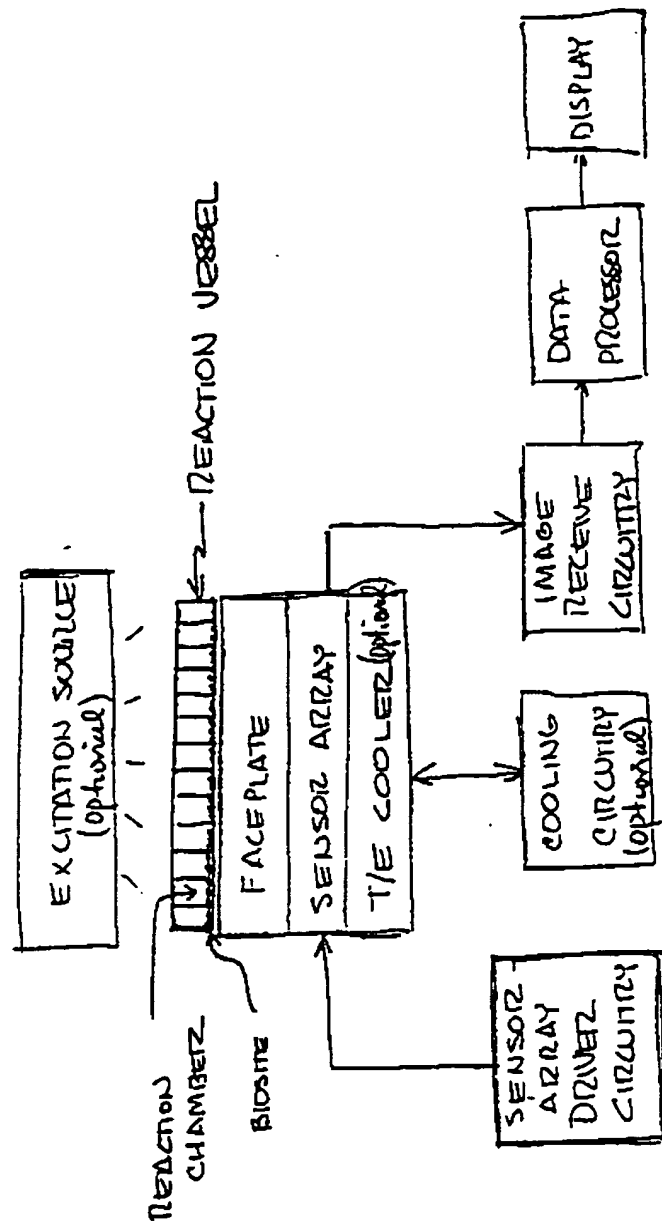 EXCITATION SOURCE
(optional)
REACTION VESSEL
REACTION
CHAMBER
BIOSITE
FACEPLATE
SENSOR ARRAY
T/E COOLER (optional)
SENSOR
ARRAY
DRIVER
CIRCUITRY
COOLING
CIRCUITRY
(optional)
IMAGE
RECEIVE
CIRCUITRY
DATA
PROCESSOR
DISPLAY